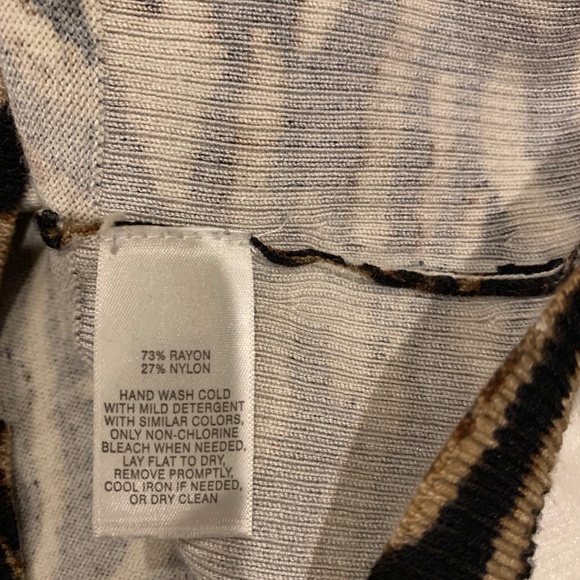 73% RAYON
27% NYLON
HAND WASH COLD
WITH MILD DETERGENT
WITH SIMILAR COLORS,
ONLY NON-CHLORINE
BLEACH WHEN NEEDED,
LAY FLAT TO DRY,
REMOVE PROMPTLY,
COOL IRON IF NEEDED,
OR DRY CLEAN